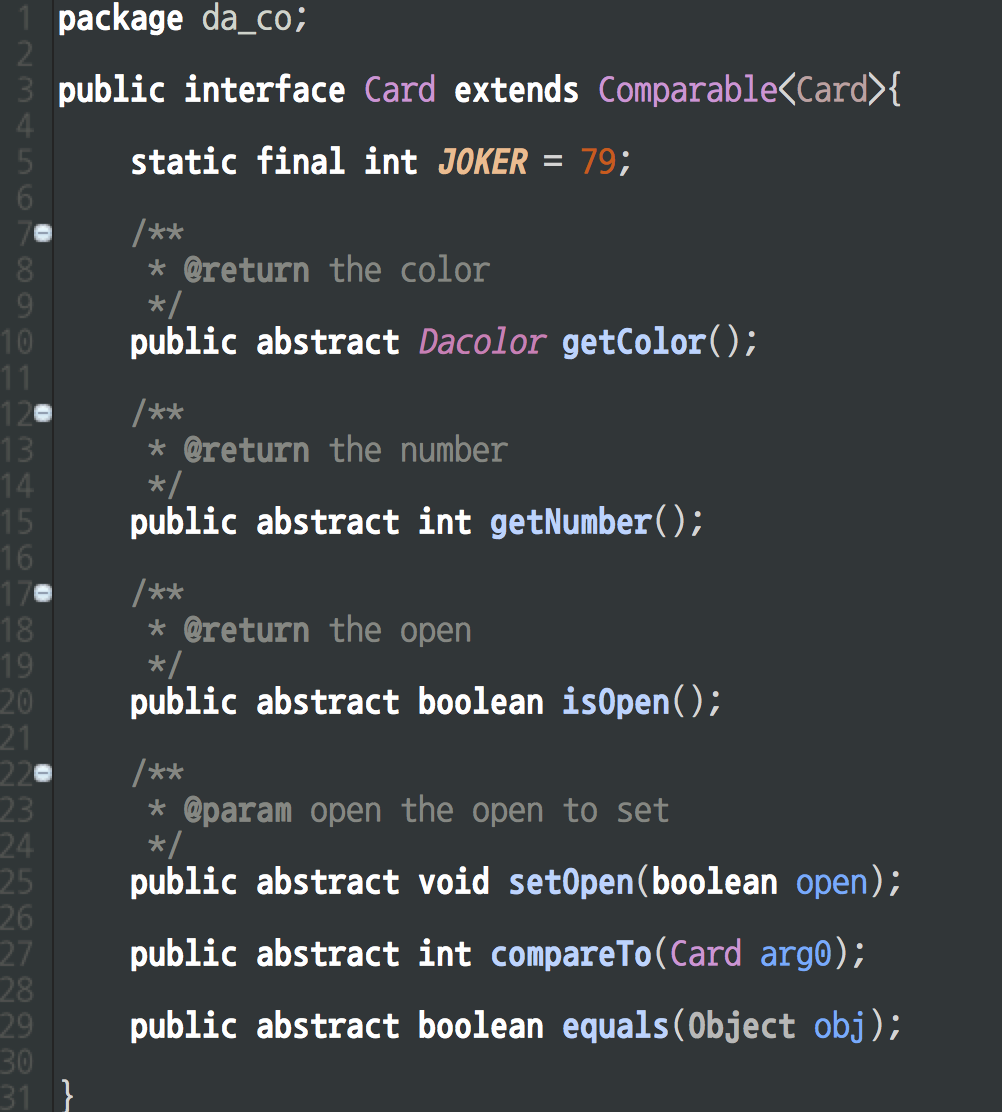 1 package da_co;
2
3 public interface Card extends Comparable<Card>{
4
5     static final int JOKER = 79;
6
7     /**
8      * @return the color
9      */
10     public abstract Dacolor getColor();
11
12     /**
13      * @return the number
14      */
15     public abstract int getNumber();
16
17     /**
18      * @return the open
19      */
20     public abstract boolean isOpen();
21
22     /**
23      * @param open the open to set
24      */
25     public abstract void setOpen(boolean open);
26
27     public abstract int compareTo(Card arg0);
28
29     public abstract boolean equals(Object obj);
30
31 }